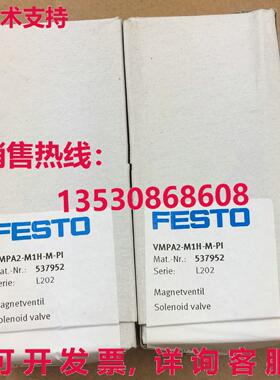 术支持
销售热线：
13530868608
FESTO
FESTO
VMPA2-M1H-M-PI
Mat.-Nr.: 537952
Serie: L202
Magnetventil
Solenoid valve
VMPA2-M1H-M-PI
Mat.-Nr.: 537952
Serie: L202
Magnetventil
Solenoid valve
可开发票,详询客服